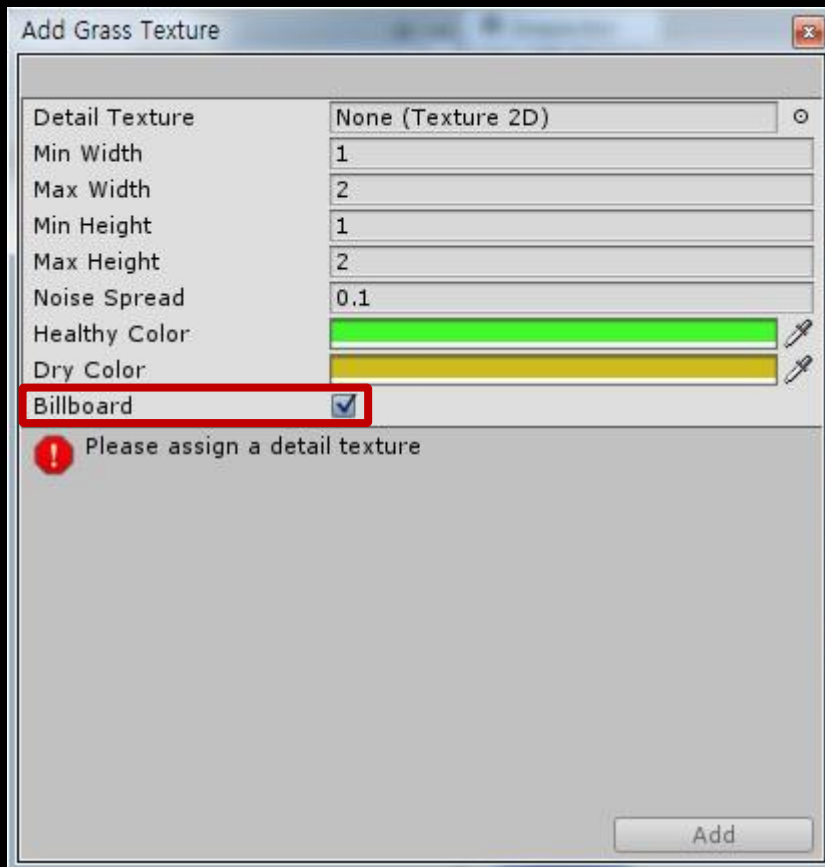 Add Grass Texture
Detail Texture None (Texture 2D)
Min Width 1
Max Width 2
Min Height 1
Max Height 2
Noise Spread 0.1
Healthy Color
Dry Color
Billboard
Please assign a detail texture
Add